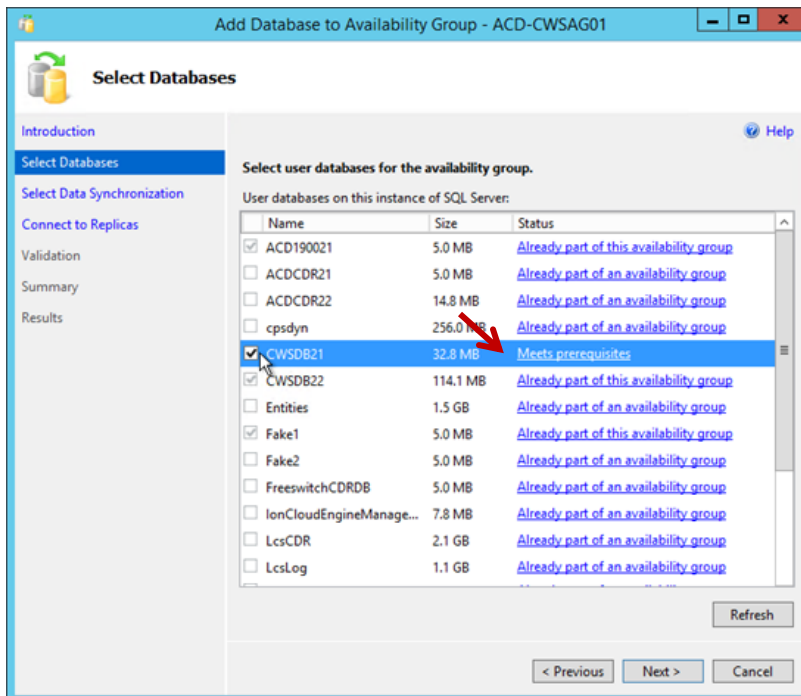 Add Database to Availability Group - ACD-CWSAG01
Select Databases
Introduction
Help
Select Databases
Select Data Synchronization
Connect to Replicas
Validation
Summary
Results
Select user databases for the availability group.
User databases on this instance of SQL Server:
Name Size Status
ACD190021 5.0 MB Already part of this availability group
ACDCDR21 5.0 MB Already part of an availability group
ACDCDR22 14.8 MB Already part of an availability group
cpsdyn 256.0 MB Already part of an availability group
CWSDB21 32.8 MB Meets prerequisites
CWSDB22 114.1 MB Already part of this availability group
Entities 1.5 GB Already part of an availability group
Fake1 5.0 MB Already part of this availability group
Fake2 5.0 MB Already part of an availability group
FreeswitchCDRDB 5.0 MB Already part of an availability group
IonCloudEngineManage... 7.8 MB Already part of an availability group
LcsCDR 2.1 GB Already part of an availability group
LcsLog 1.1 GB Already part of an availability group
Refresh
< Previous Next > Cancel